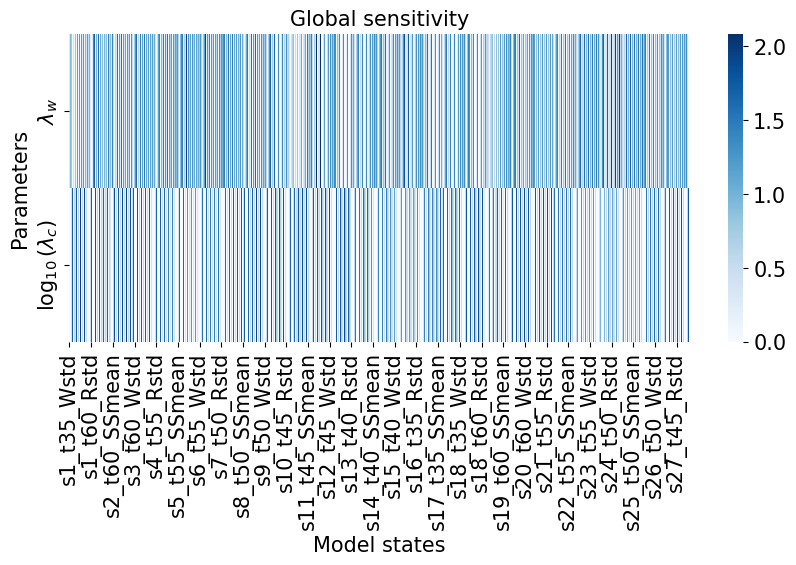 Global sensitivity
Parameters
λ_w
log₁₀(λ_c)
2.0
1.5
1.0
0.5
0.0
s1_t35_Wstd
s1_t60_Rstd
s2_t60_SSmean
s3_t60_Wstd
s4_t55_Rstd
s5_t55_SSmean
s6_t55_Wstd
s7_t50_Rstd
s8_t50_SSmean
s9_t50_Wstd
s10_t45_Rstd
s11_t45_SSmean
s12_t45_Wstd
s13_t40_Rstd
s14_t40_SSmean
s15_t40_Wstd
s16_t35_Rstd
s17_t35_SSmean
s18_t35_Wstd
s18_t60_Rstd
s19_t60_SSmean
s20_t60_Wstd
s21_t55_Rstd
s22_t55_SSmean
s23_t55_Wstd
s24_t50_Rstd
s25_t50_SSmean
s26_t50_Wstd
s27_t45_Rstd
Model states